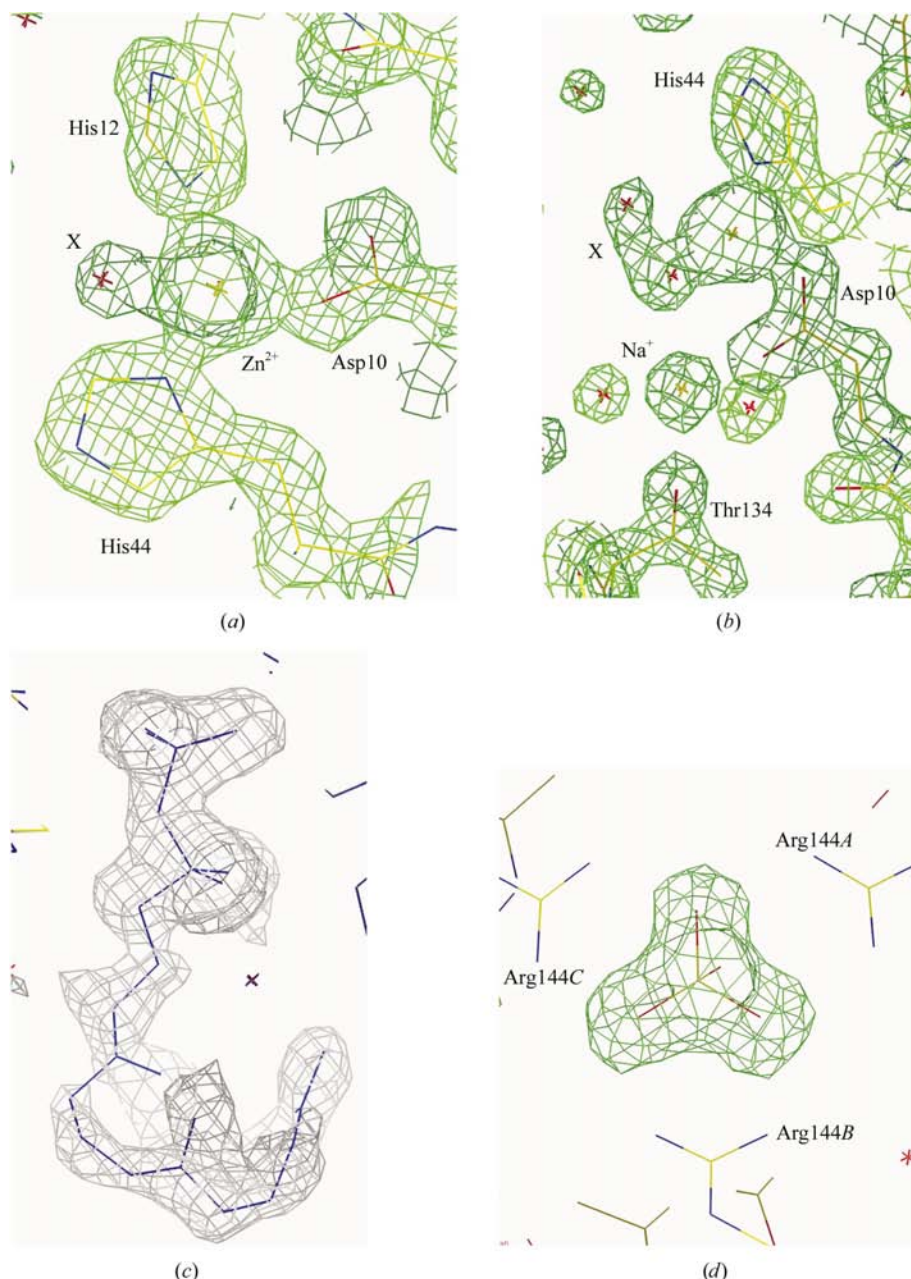 His12
X
Zn2+
Asp10
His44
(a)
His44
X
Asp10
Na+
Thr134
(b)
(c)
Arg144A
Arg144C
Arg144B
(d)